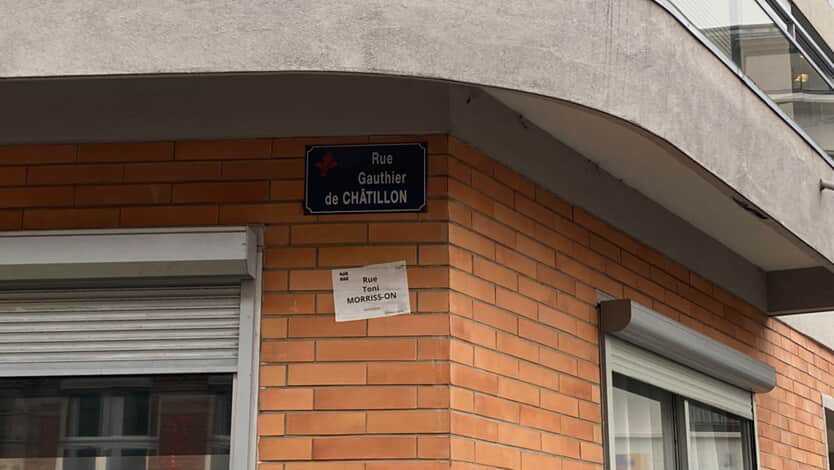 Rue
Gauthier
de CHÂTILLON
Rue
Toni
MORRISS-ON